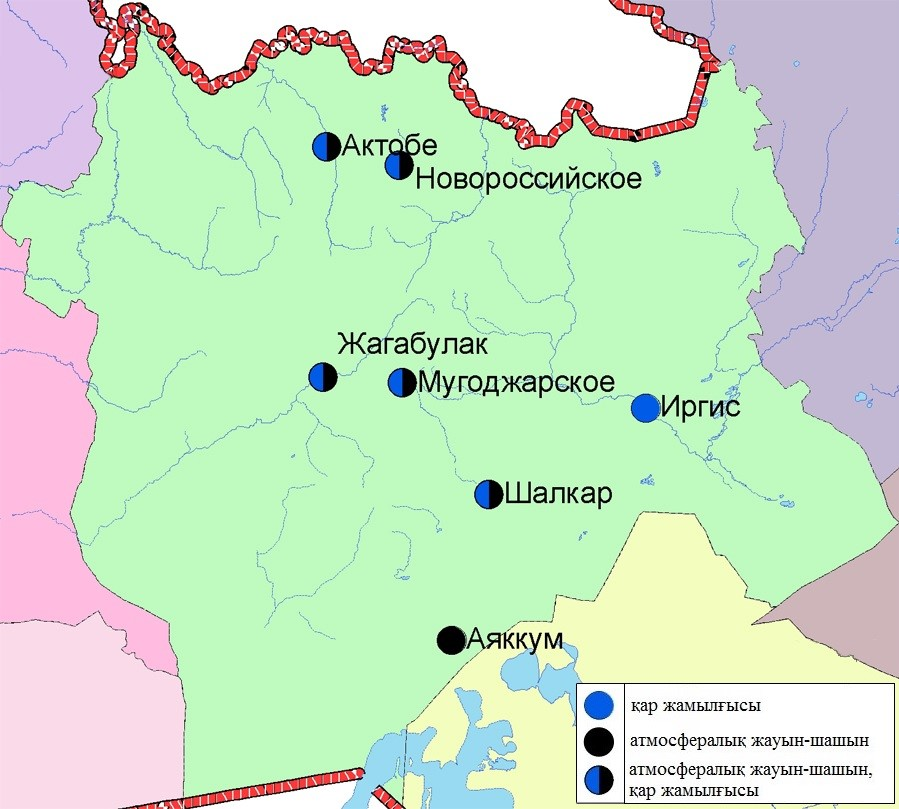 Актобе
Новороссийское
Жагабулак
Мугоджарское
Иргис
Шалкар
Аяккум
қар жамылғысы
атмосфералық жауын-шашын
атмосфералық жауын-шашын,
қар жамылғысы